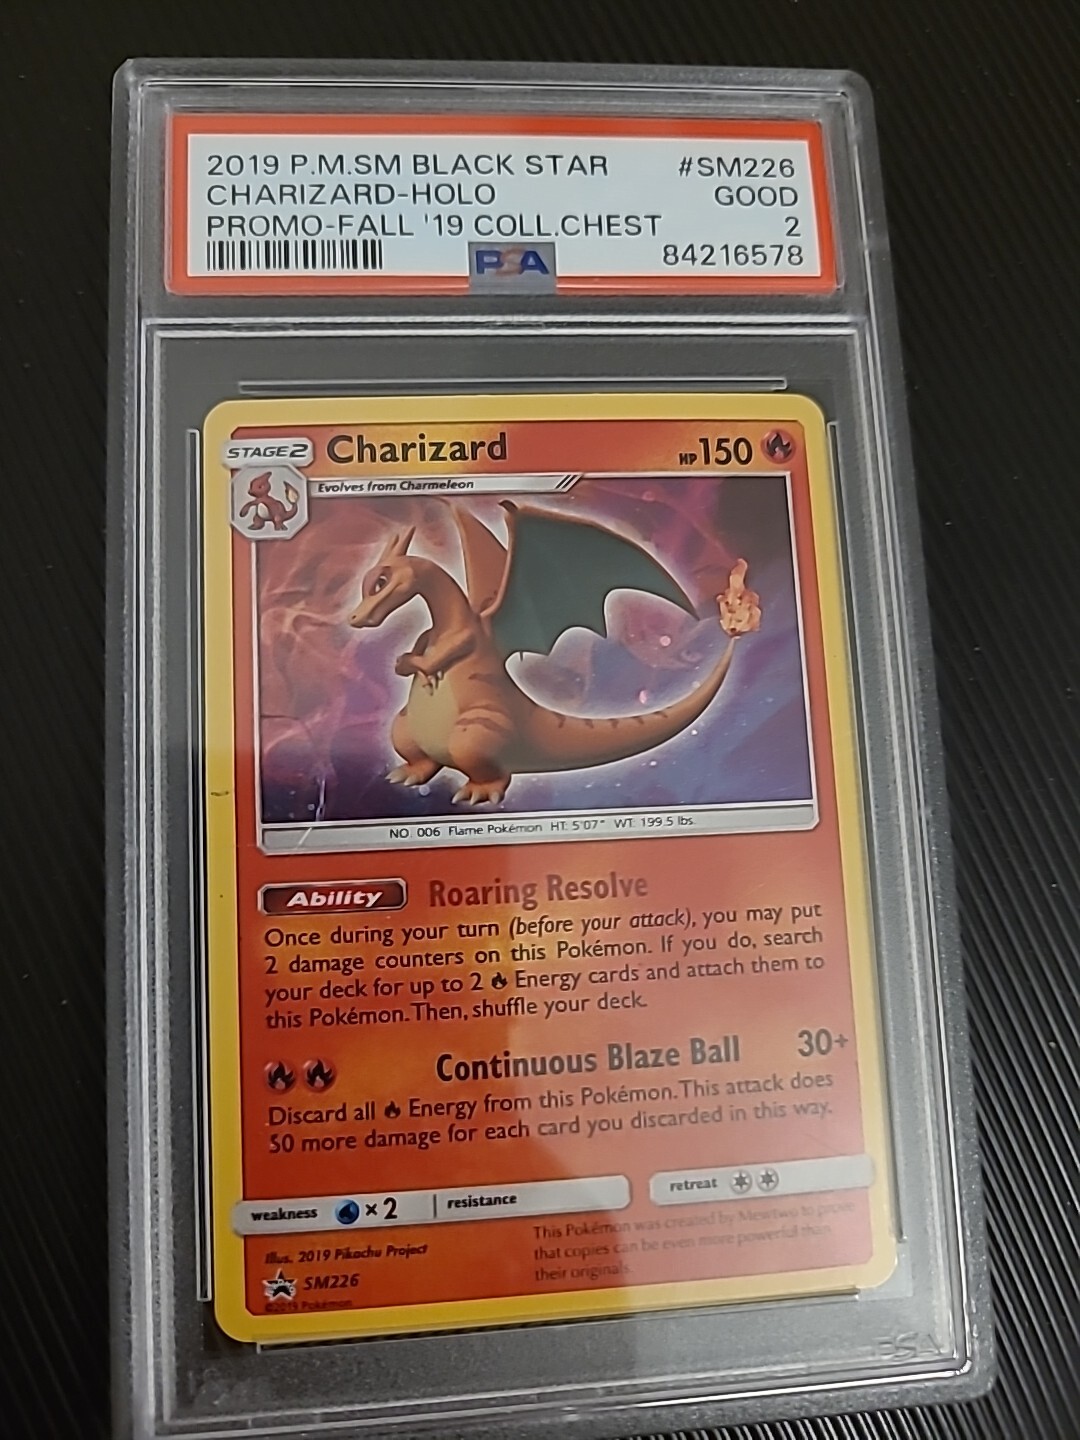 2019 P.M.SM BLACK STAR #SM226
CHARIZARD-HOLO GOOD
PROMO-FALL '19 COLL.CHEST 2
PSA 84216578
STAGE 2 Charizard HP 150
Evolves from Charmeleon
NO. 006 Flame Pokémon HT: 5'07" WT: 199.5 lbs.
Ability Roaring Resolve
Once during your turn (before your attack), you may put
2 damage counters on this Pokémon. If you do, search
your deck for up to 2 Energy cards and attach them to
this Pokémon. Then, shuffle your deck.
Continuous Blaze Ball 30+
Discard all Energy from this Pokémon. This attack does
50 more damage for each card you discarded in this way.
weakness ×2 resistance retreat
This Pokémon was created by Mewtwo to prove
that copies can be even more powerful than
their originals.
Illus. 2019 Pikachu Project
SM226
©2019 Pokémon
PSA